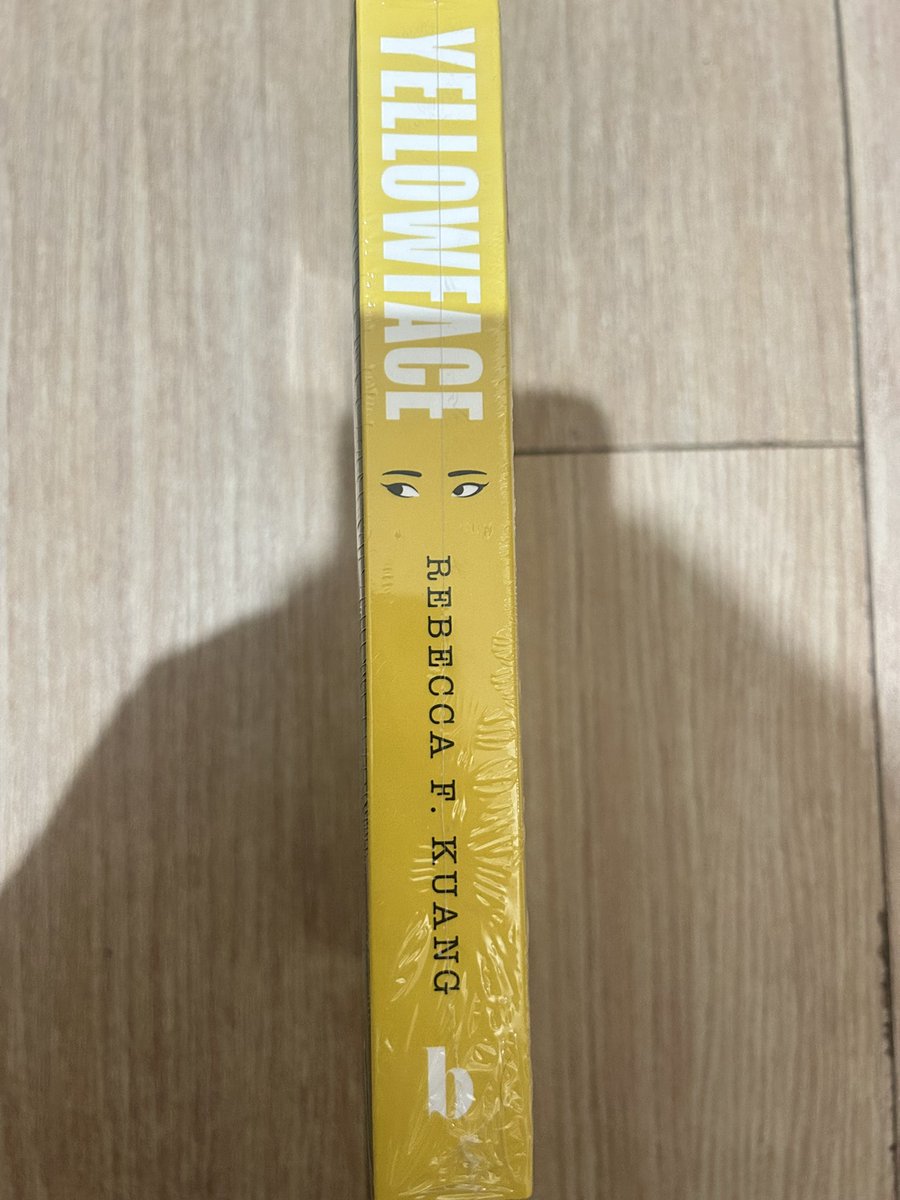 YELLOWFACE
REBECCA F. KUANG
b